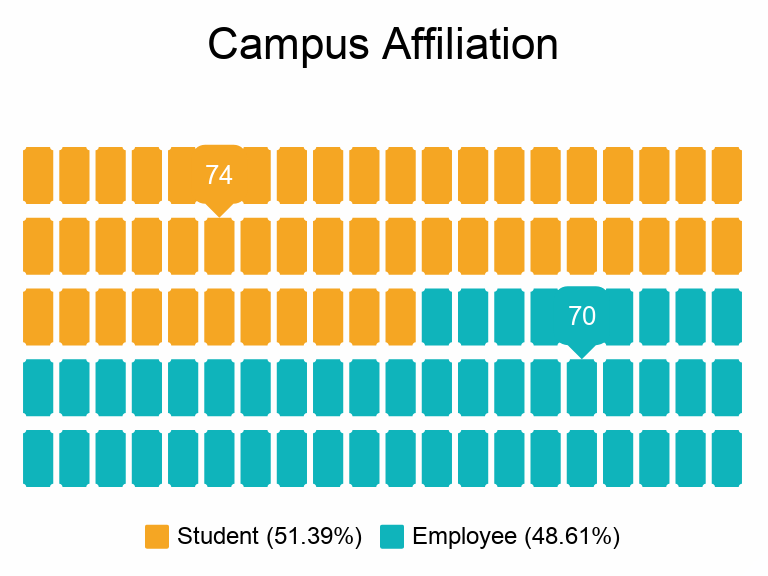 Campus Affiliation
74
70
Student (51.39%) Employee (48.61%)